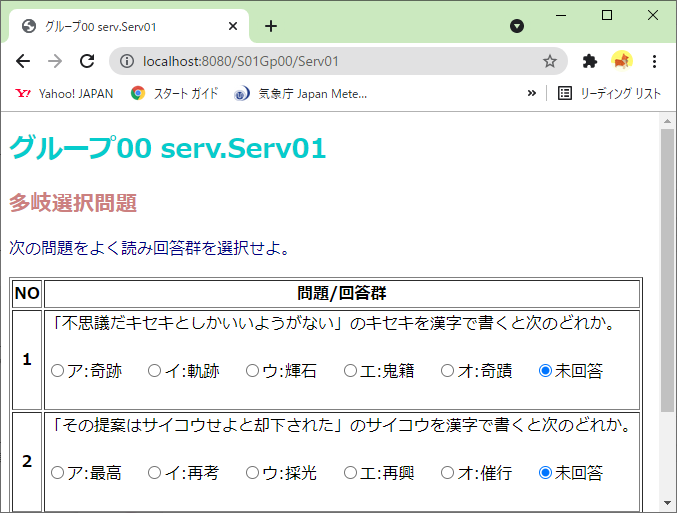 グループ00 serv.Serv01
localhost:8080/S01Gp00/Serv01
Yahoo! JAPAN スタート ガイド 気象庁 Japan Mete... » リーディング リスト
グループ00 serv.Serv01
多岐選択問題
次の問題をよく読み回答群を選択せよ。
NO 問題/回答群
「不思議だキセキとしかいいようがない」のキセキを漢字で書くと次のどれか。
1 ア:奇跡 イ:軌跡 ウ:輝石 エ:鬼籍 オ:奇蹟 未回答
「その提案はサイコウせよと却下された」のサイコウを漢字で書くと次のどれか。
2 ア:最高 イ:再考 ウ:採光 エ:再興 オ:催行 未回答